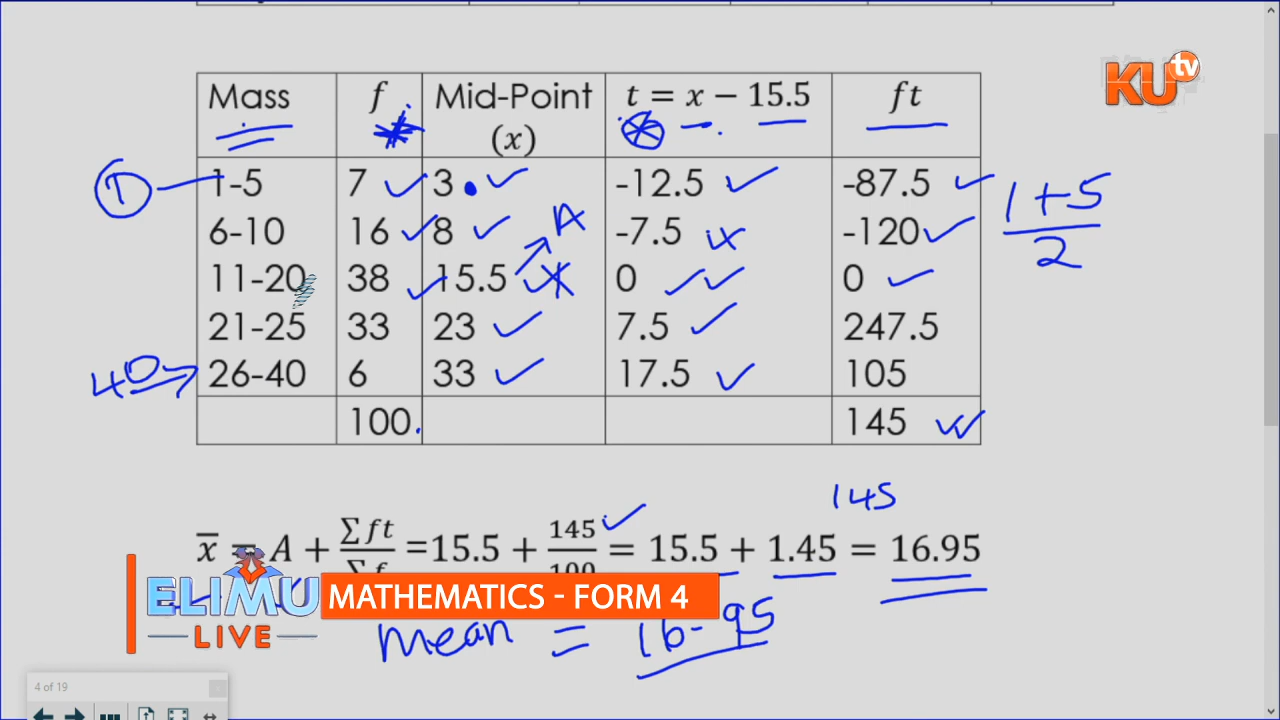 KU tv
Mass f Mid-Point (x) t = x − 15.5 ft
1 1-5 7 3 -12.5 -87.5
6-10 16 8 -7.5 -120
A
11-20 38 15.5 0 0
21-25 33 23 7.5 247.5
40 26-40 6 33 17.5 105
100 145
1+5
2
145
x̅ = A + ∑ft/∑f =15.5 + 145/100 = 15.5 + 1.45 = 16.95
ELIMU LIVE
MATHEMATICS - FORM 4
mean = 16.95
4 of 19